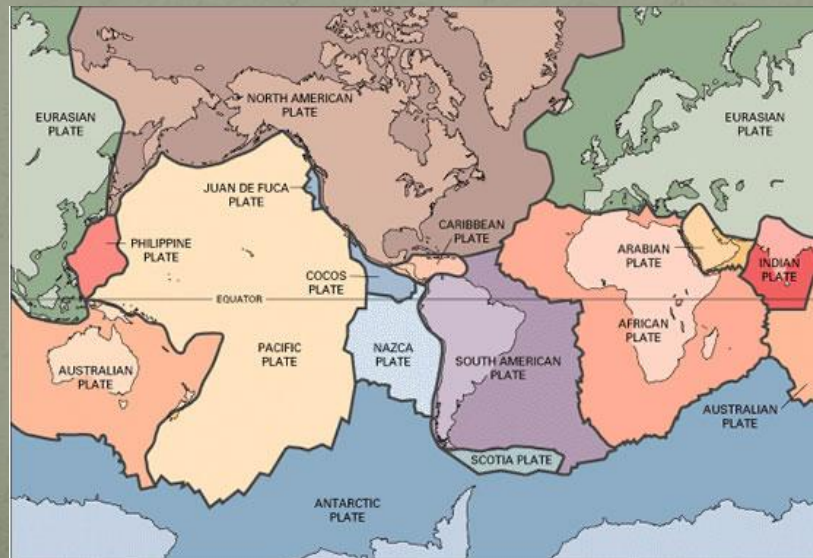 NORTH AMERICAN
PLATE
EURASIAN
PLATE
EURASIAN
PLATE
JUAN DE FUCA
PLATE
CARIBBEAN
PLATE
PHILIPPINE
PLATE
ARABIAN
PLATE
INDIAN
PLATE
COCOS
PLATE
EQUATOR
AFRICAN
PLATE
PACIFIC
PLATE
NAZCA
PLATE
SOUTH AMERICAN
PLATE
AUSTRALIAN
PLATE
AUSTRALIAN
PLATE
SCOTIA PLATE
ANTARCTIC
PLATE